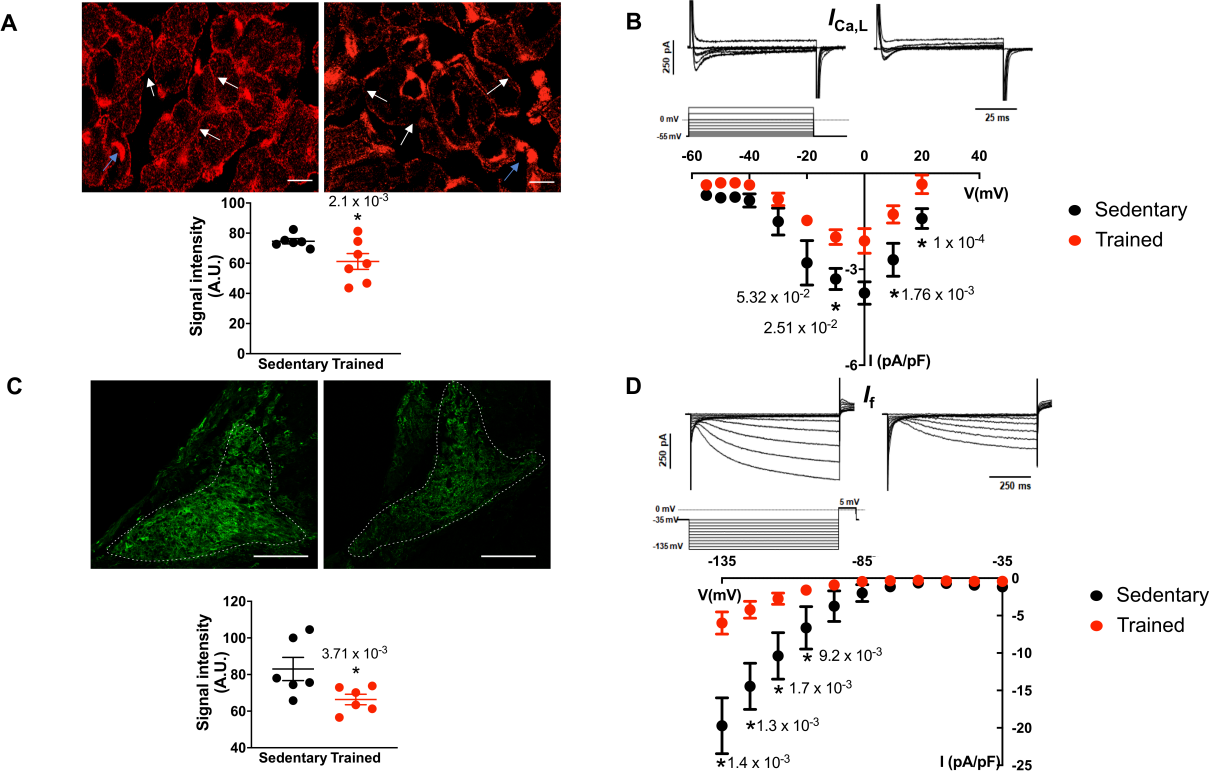 A
2.1 x 10-3
*
100
80
60
40
20
0
Signal intensity
(A.U.)
Sedentary Trained
B
ICa,L
250 pA
0 mV
-55 mV
25 ms
-60 -40 -20 0 20 40
V(mV)
-3
-6
I (pA/pF)
5.32 x 10-2
*
2.51 x 10-2
* 1.76 x 10-3
* 1 x 10-4
Sedentary
Trained
C
120
100
80
60
40
Signal intensity
(A.U.)
3.71 x 10-3
*
Sedentary Trained
D
If
250 pA
250 ms
0 mV
5 mV
-35 mV
-135 mV
-135 -85 -35
V(mV)
0
-5
-10
-15
-20
-25
I (pA/pF)
* 9.2 x 10-3
* 1.7 x 10-3
*1.3 x 10-3
*1.4 x 10-3
Sedentary
Trained